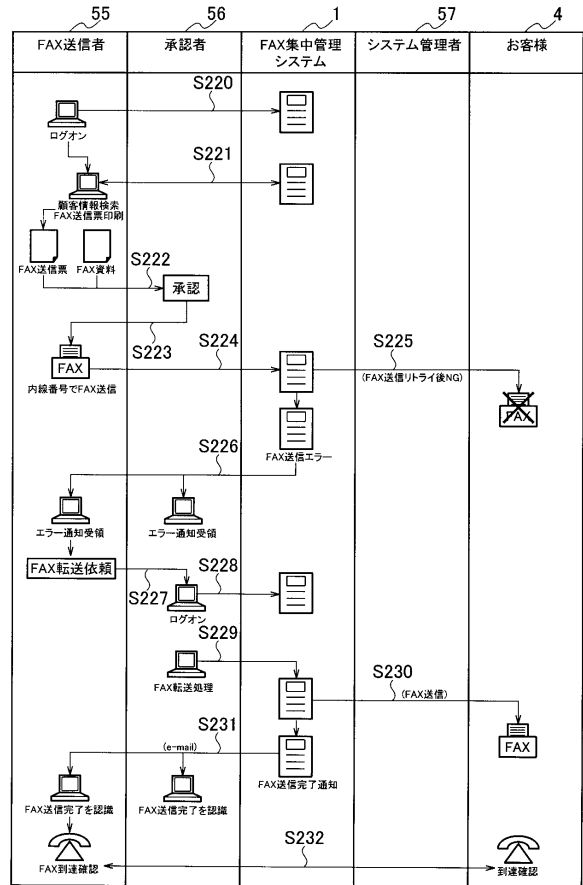 55
56
1
57
4
FAX送信者
承認者
FAX集中管理
システム
システム管理者
お客様
S220
ログオン
S221
顧客情報検索
FAX送信票印刷
FAX送信票
FAX資料
S222
承認
S223
FAX
内線番号でFAX送信
S224
S225
(FAX送信リトライ後NG)
FAX
FAX送信エラー
S226
エラー通知受領
エラー通知受領
FAX転送依頼
S227
S228
ログオン
S229
FAX転送処理
S230
(FAX送信)
FAX
S231
(e-mail)
FAX送信完了通知
FAX送信完了を認識
FAX送信完了を認識
S232
FAX到達確認
到達確認